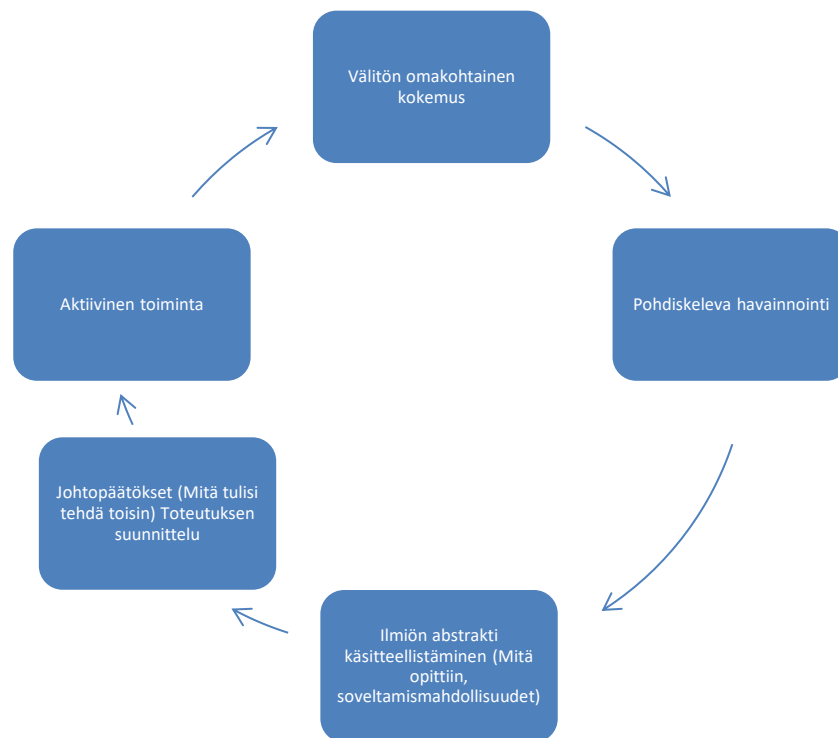 Välitön omakohtainen
kokemus
Pohdiskeleva havainnointi
Ilmiön abstrakti
käsitteellistäminen (Mitä
opittiin,
soveltamismahdollisuudet)
Johtopäätökset (Mitä tulisi
tehdä toisin) Toteutuksen
suunnittelu
Aktiivinen toiminta